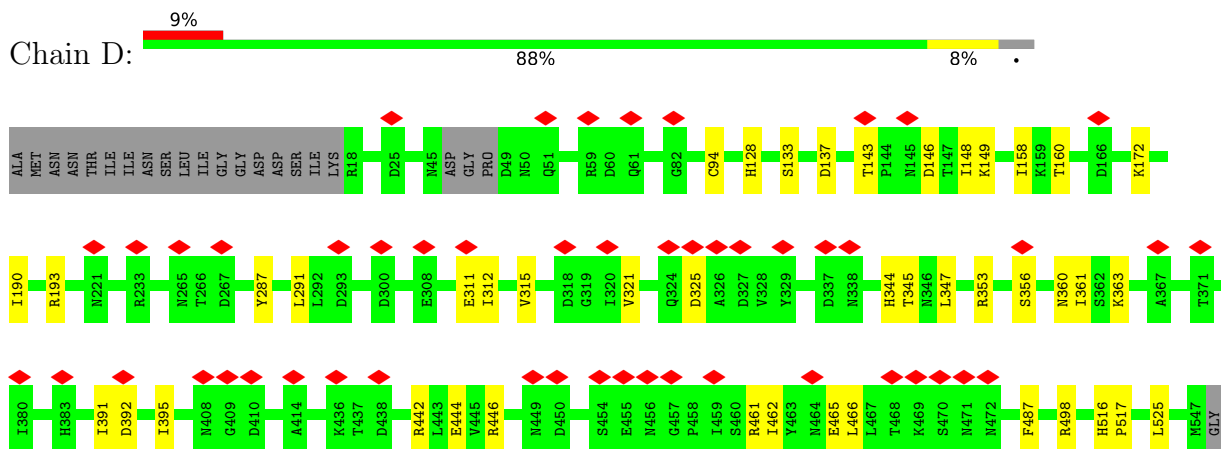 9%
Chain D:
88% 8% •
ALA MET ASN ASN THR ILE ILE ASN SER LEU ILE GLY GLY ASP ASP SER ILE LYS R18 D25 N45 ASP GLY PRO D49 N50 Q51 R59 D60 Q61 G82 C94 H128 S133 D137 T143 P144 N145 D146 T147 I148 K149 I158 K159 T160 D166 K172
I190 R193 N221 R233 N265 T266 D267 Y287 L291 L292 D293 D300 E308 E311 I312 V315 D318 G319 I320 V321 Q324 D325 A326 D327 V328 Y329 D337 N338 H344 T345 N346 L347 R353 S356 N360 I361 S362 K363 A367 T371
I380 H383 I391 D392 I395 N408 G409 D410 A414 K436 T437 D438 R442 L443 E444 V445 R446 N449 D450 S454 E455 N456 G457 P458 I459 S460 R461 I462 Y463 N464 E465 L466 L467 T468 K469 S470 N471 N472 F487 R498 H516 P517 L525 M547 GLY